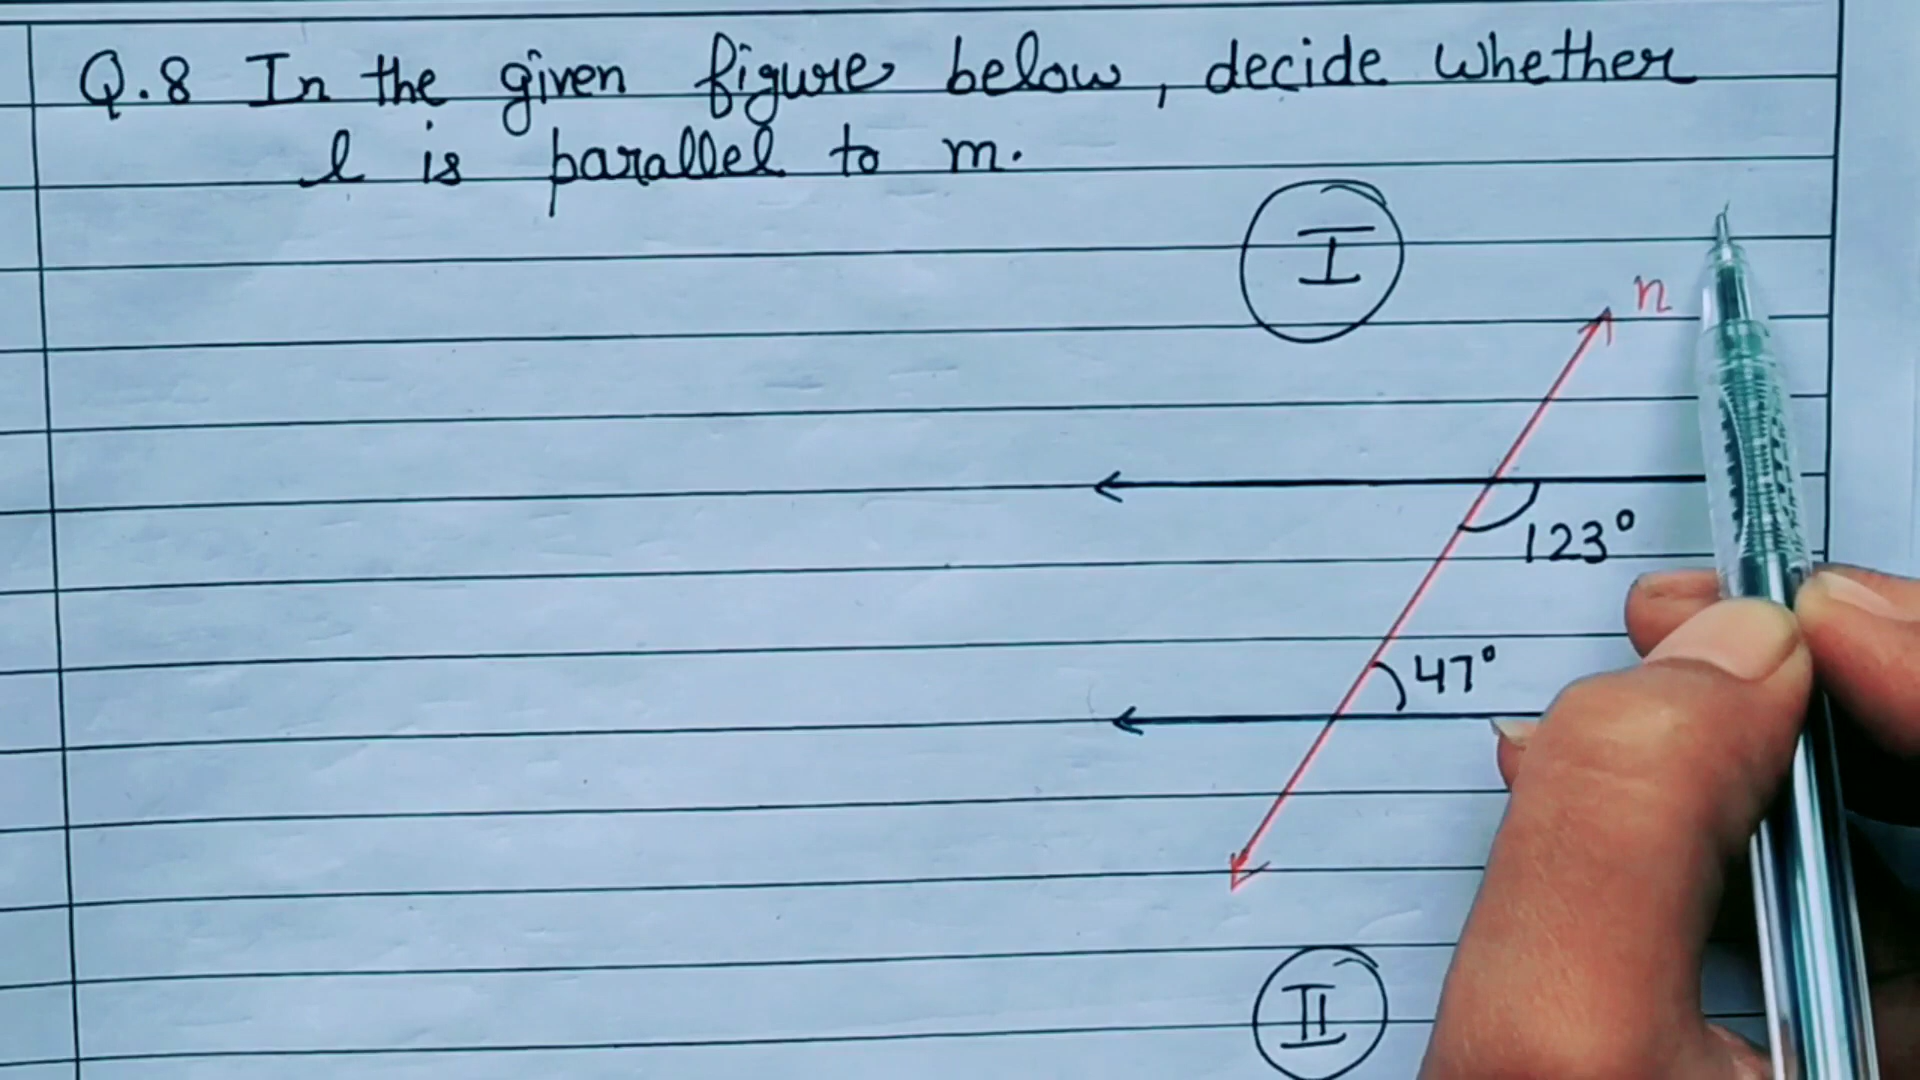 Q.8 In the given figure below, decide whether
l is parallel to m.
I
n
123°
47°
II